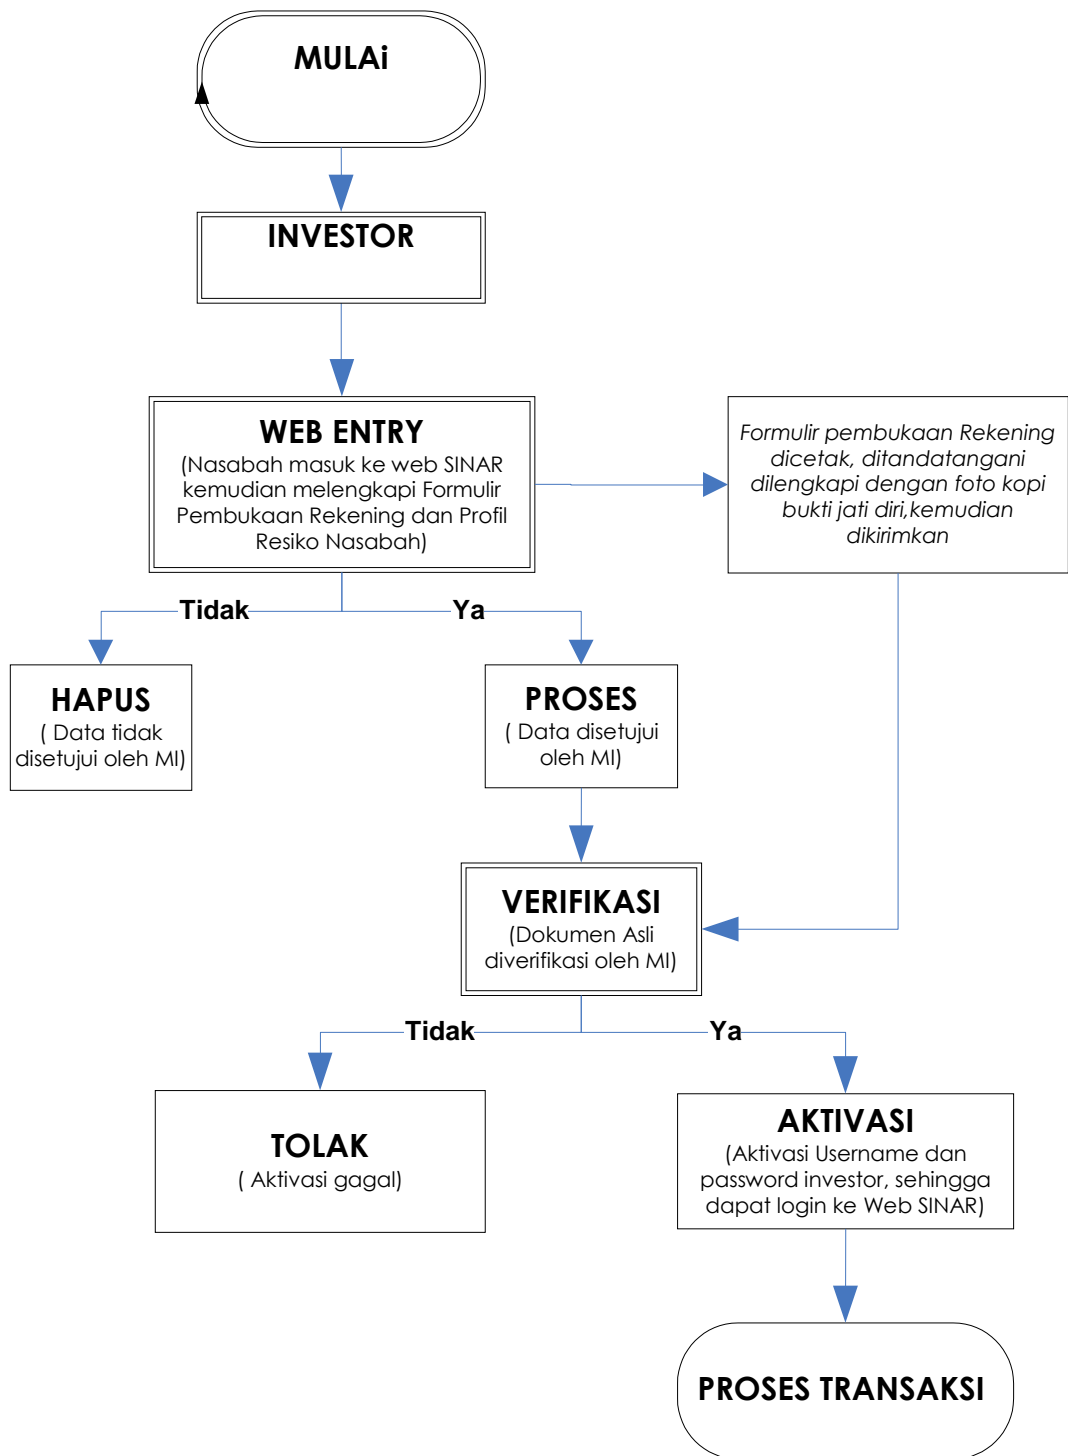 MULAi
INVESTOR
WEB ENTRY
(Nasabah masuk ke web SINAR
kemudian melengkapi Formulir
Pembukaan Rekening dan Profil
Resiko Nasabah)
Formulir pembukaan Rekening
dicetak, ditandatangani
dilengkapi dengan foto kopi
bukti jati diri,kemudian
dikirimkan
Tidak
Ya
HAPUS
( Data tidak
disetujui oleh MI)
PROSES
( Data disetujui
oleh MI)
VERIFIKASI
(Dokumen Asli
diverifikasi oleh MI)
Tidak
Ya
TOLAK
( Aktivasi gagal)
AKTIVASI
(Aktivasi Username dan
password investor, sehingga
dapat login ke Web SINAR)
PROSES TRANSAKSI